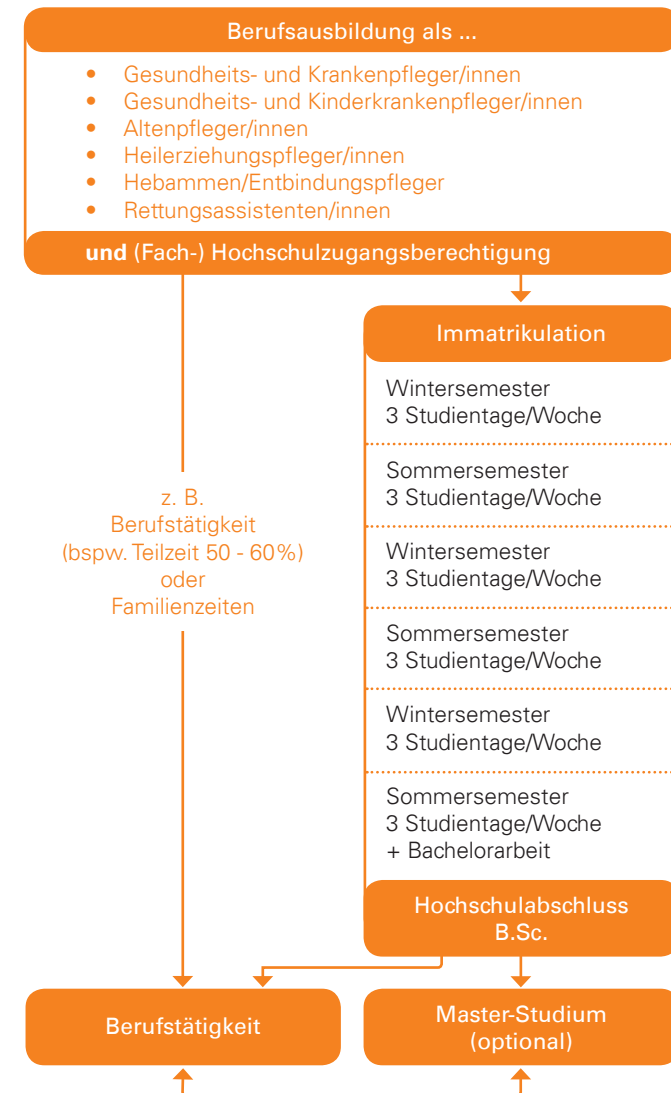 Berufsausbildung als ...
• Gesundheits- und Krankenpfleger/innen
• Gesundheits- und Kinderkrankenpfleger/innen
• Altenpfleger/innen
• Heilerziehungspfleger/innen
• Hebammen/Entbindungspfleger
• Rettungsassistenten/innen
und (Fach-) Hochschulzugangsberechtigung
Immatrikulation
Wintersemester
3 Studientage/Woche
Sommersemester
3 Studientage/Woche
z. B.
Berufstätigkeit
(bspw. Teilzeit 50 - 60%)
oder
Familienzeiten
Wintersemester
3 Studientage/Woche
Sommersemester
3 Studientage/Woche
Wintersemester
3 Studientage/Woche
Sommersemester
3 Studientage/Woche
+ Bachelorarbeit
Hochschulabschluss
B.Sc.
Berufstätigkeit
Master-Studium
(optional)